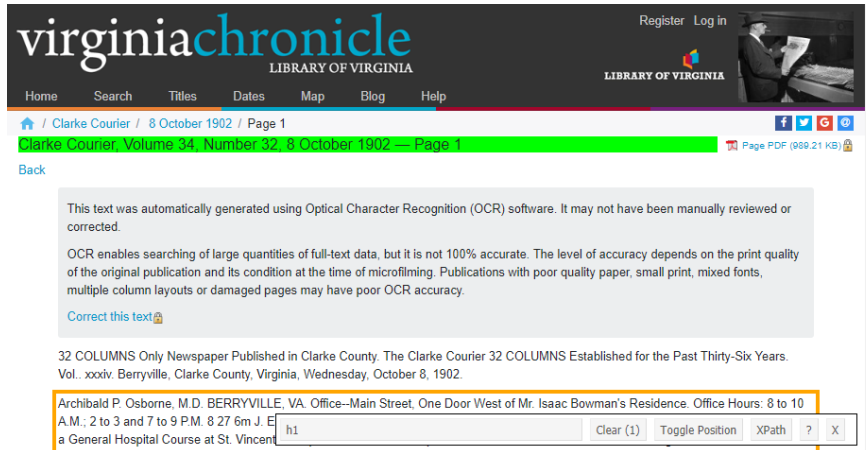 virginiachronicle
LIBRARY OF VIRGINIA
Register Log in
LIBRARY OF VIRGINIA
Home Search Titles Dates Map Blog Help
/ Clarke Courier / 8 October 1902 / Page 1
Clarke Courier, Volume 34, Number 32, 8 October 1902 — Page 1
Page PDF (989.21 KB)
Back
This text was automatically generated using Optical Character Recognition (OCR) software. It may not have been manually reviewed or
corrected.
OCR enables searching of large quantities of full-text data, but it is not 100% accurate. The level of accuracy depends on the print quality
of the original publication and its condition at the time of microfilming. Publications with poor quality paper, small print, mixed fonts,
multiple column layouts or damaged pages may have poor OCR accuracy.
Correct this text
32 COLUMNS Only Newspaper Published in Clarke County. The Clarke Courier 32 COLUMNS Established for the Past Thirty-Six Years.
Vol.. xxxiv. Berryville, Clarke County, Virginia, Wednesday, October 8, 1902.
Archibald P. Osborne, M.D. BERRYVILLE, VA. Office--Main Street, One Door West of Mr. Isaac Bowman's Residence. Office Hours: 8 to 10
A.M.; 2 to 3 and 7 to 9 P.M. 8 27 6m J. E
a General Hospital Course at St. Vincent
h1 Clear (1) Toggle Position XPath ? X